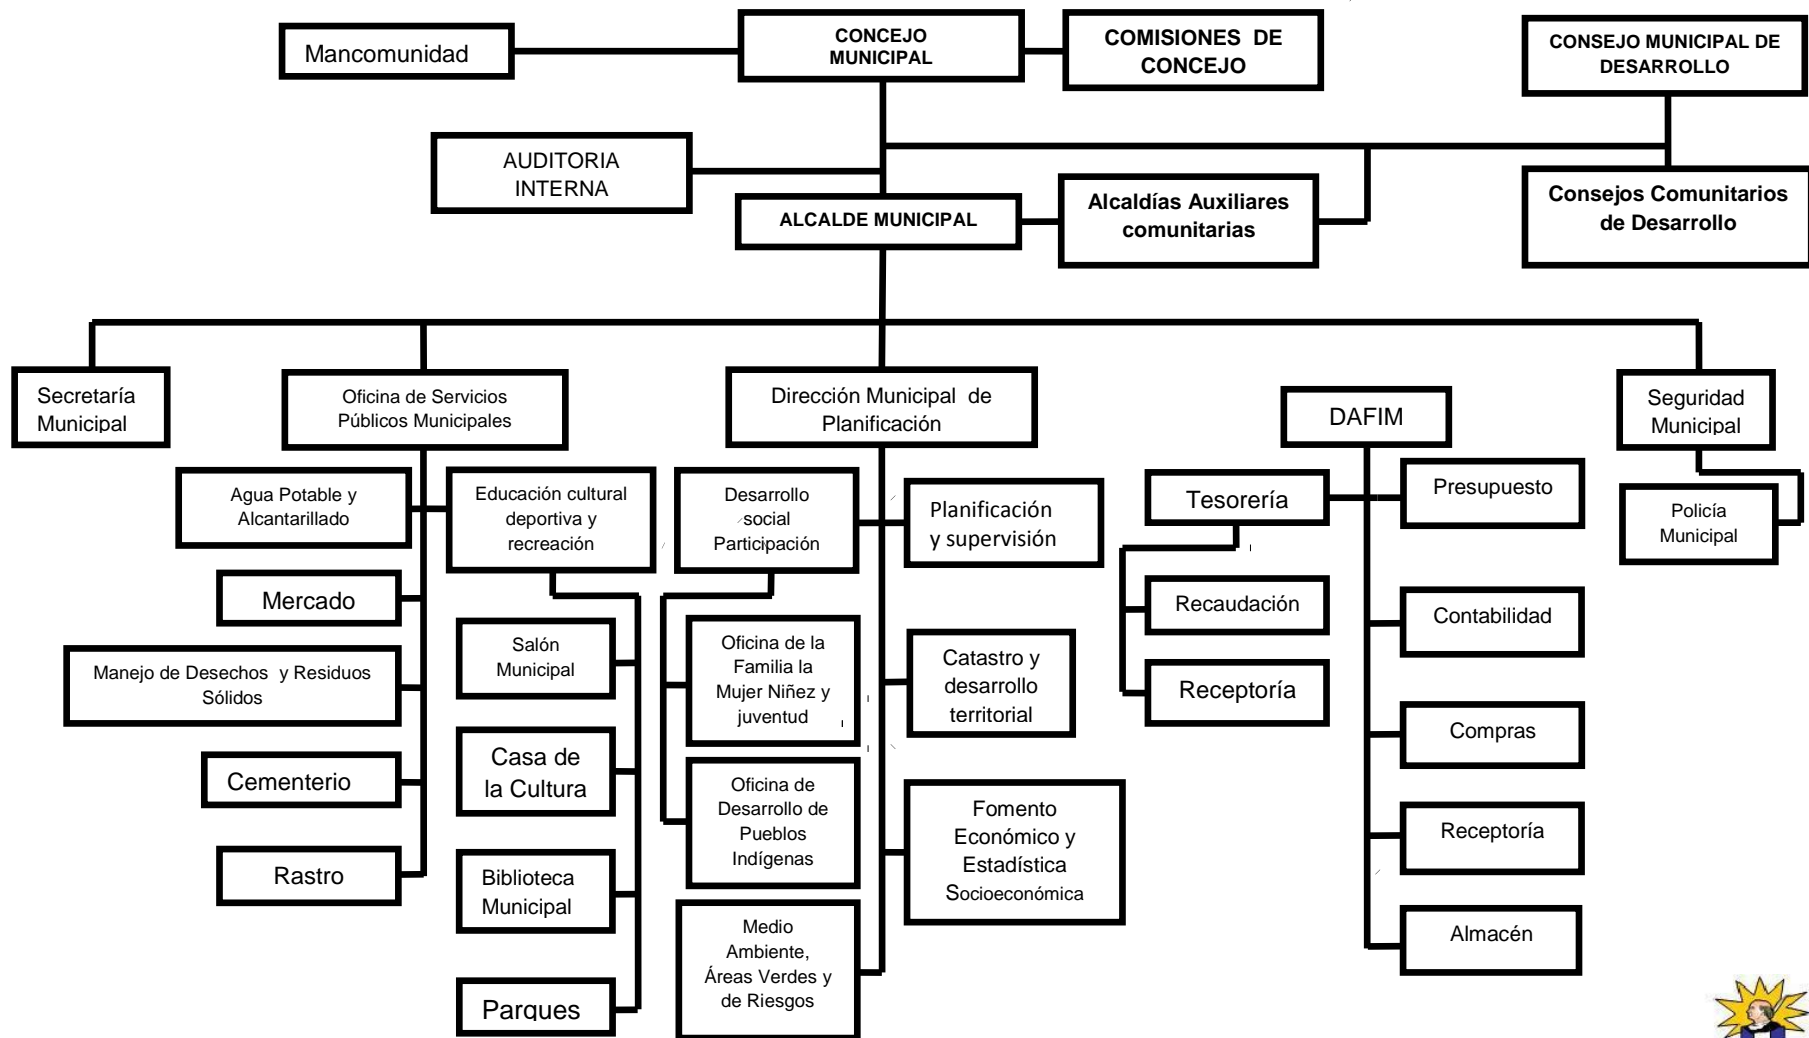 Mancomunidad
CONCEJO
MUNICIPAL
COMISIONES DE
CONCEJO
CONSEJO MUNICIPAL DE
DESARROLLO
AUDITORIA
INTERNA
ALCALDE MUNICIPAL
Alcaldías Auxiliares
comunitarias
Consejos Comunitarios
de Desarrollo
Secretaría
Municipal
Oficina de Servicios
Públicos Municipales
Dirección Municipal de
Planificación
DAFIM
Seguridad
Municipal
Agua Potable y
Alcantarillado
Educación cultural
deportiva y
recreación
Desarrollo
social
Participación
Planificación
y supervisión
Tesorería
Presupuesto
Policía
Municipal
Mercado
Salón
Municipal
Oficina de la
Familia la
Mujer Niñez y
juventud
Catastro y
desarrollo
territorial
Recaudación
Contabilidad
Manejo de Desechos y Residuos
Sólidos
Receptoría
Casa de
la Cultura
Compras
Cementerio
Oficina de
Desarrollo de
Pueblos
Indígenas
Fomento
Económico y
Estadística
Socioeconómica
Receptoría
Rastro
Biblioteca
Municipal
Medio
Ambiente,
Áreas Verdes y
de Riesgos
Almacén
Parques